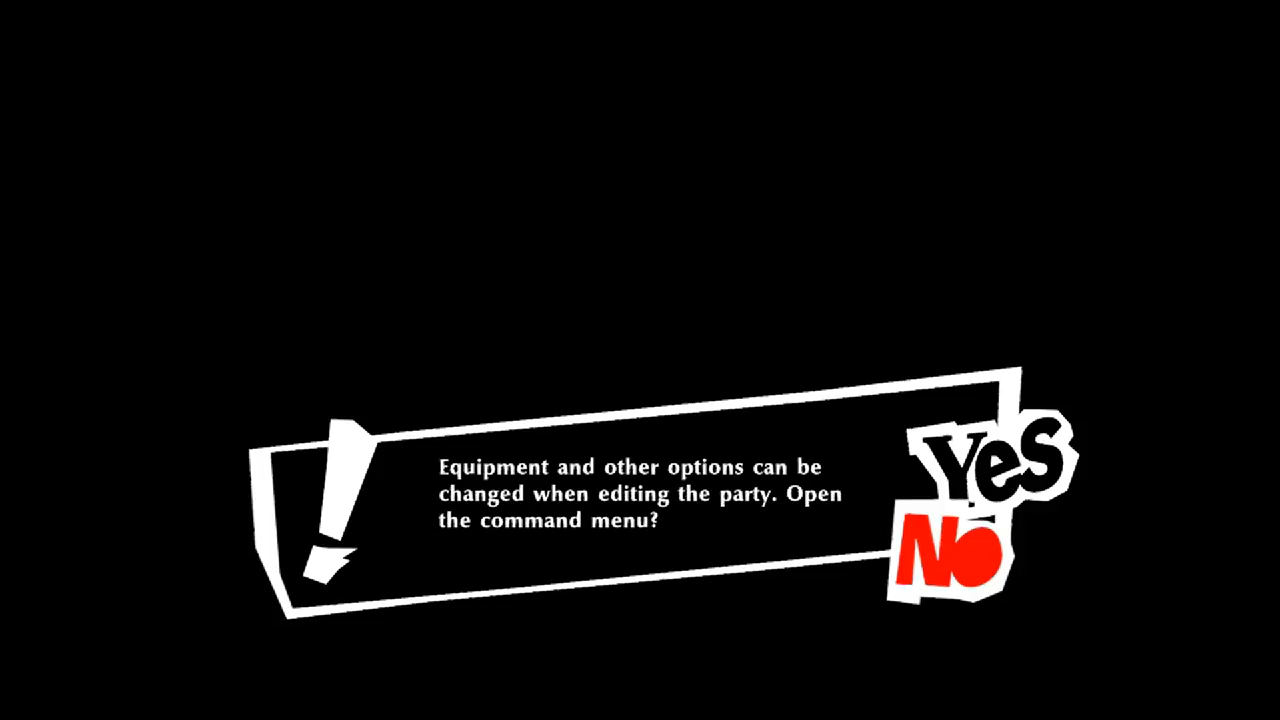 Equipment and other options can be
changed when editing the party. Open
the command menu?
Yes
No